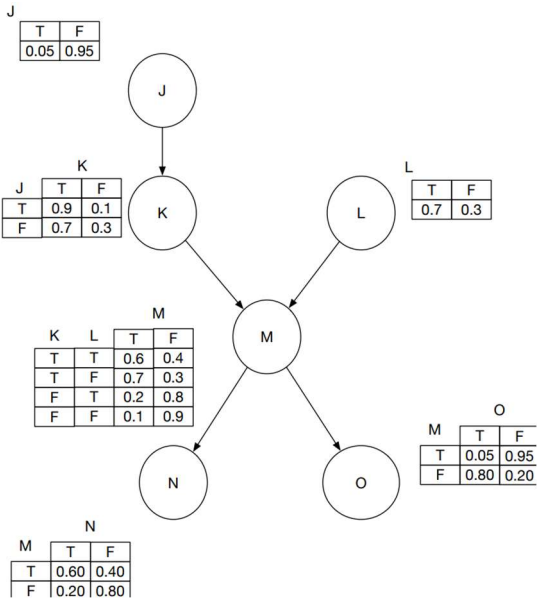 J
T F
0.05 0.95
J
K
J T F
T 0.9 0.1
F 0.7 0.3
K
L
T F
0.7 0.3
L
M
K L T F
T T 0.6 0.4
T F 0.7 0.3
F T 0.2 0.8
F F 0.1 0.9
M
O
M T F
T 0.05 0.95
F 0.80 0.20
N
O
N
M T F
T 0.60 0.40
F 0.20 0.80